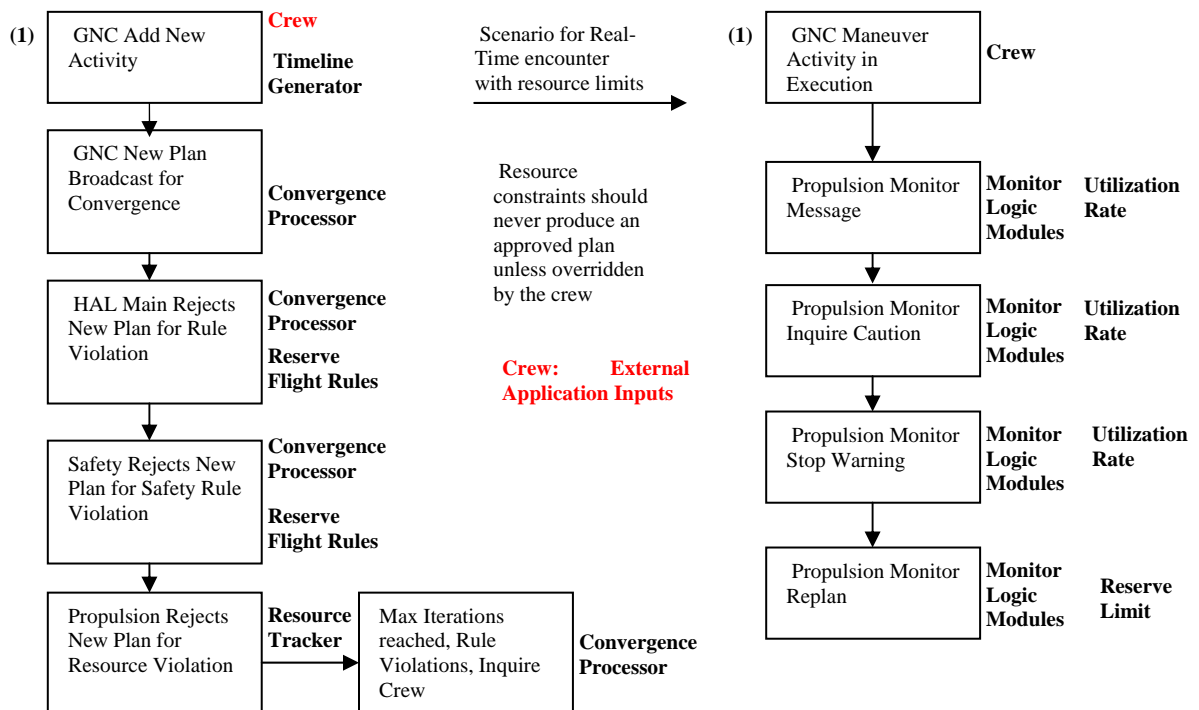 (1)
GNC Add New
Activity
Crew
Timeline
Generator
GNC New Plan
Broadcast for
Convergence
Convergence
Processor
HAL Main Rejects
New Plan for Rule
Violation
Convergence
Processor
Reserve
Flight Rules
Safety Rejects New
Plan for Safety Rule
Violation
Convergence
Processor
Reserve
Flight Rules
Propulsion Rejects
New Plan for
Resource Violation
Resource
Tracker
Max Iterations
reached, Rule
Violations, Inquire
Crew
Convergence
Processor
Scenario for Real-
Time encounter
with resource limits
Resource
constraints should
never produce an
approved plan
unless overridden
by the crew
Crew: External
Application Inputs
(1)
GNC Maneuver
Activity in
Execution
Crew
Propulsion Monitor
Message
Monitor
Logic
Modules
Utilization
Rate
Propulsion Monitor
Inquire Caution
Monitor
Logic
Modules
Utilization
Rate
Propulsion Monitor
Stop Warning
Monitor
Logic
Modules
Utilization
Rate
Propulsion Monitor
Replan
Monitor
Logic
Modules
Reserve
Limit